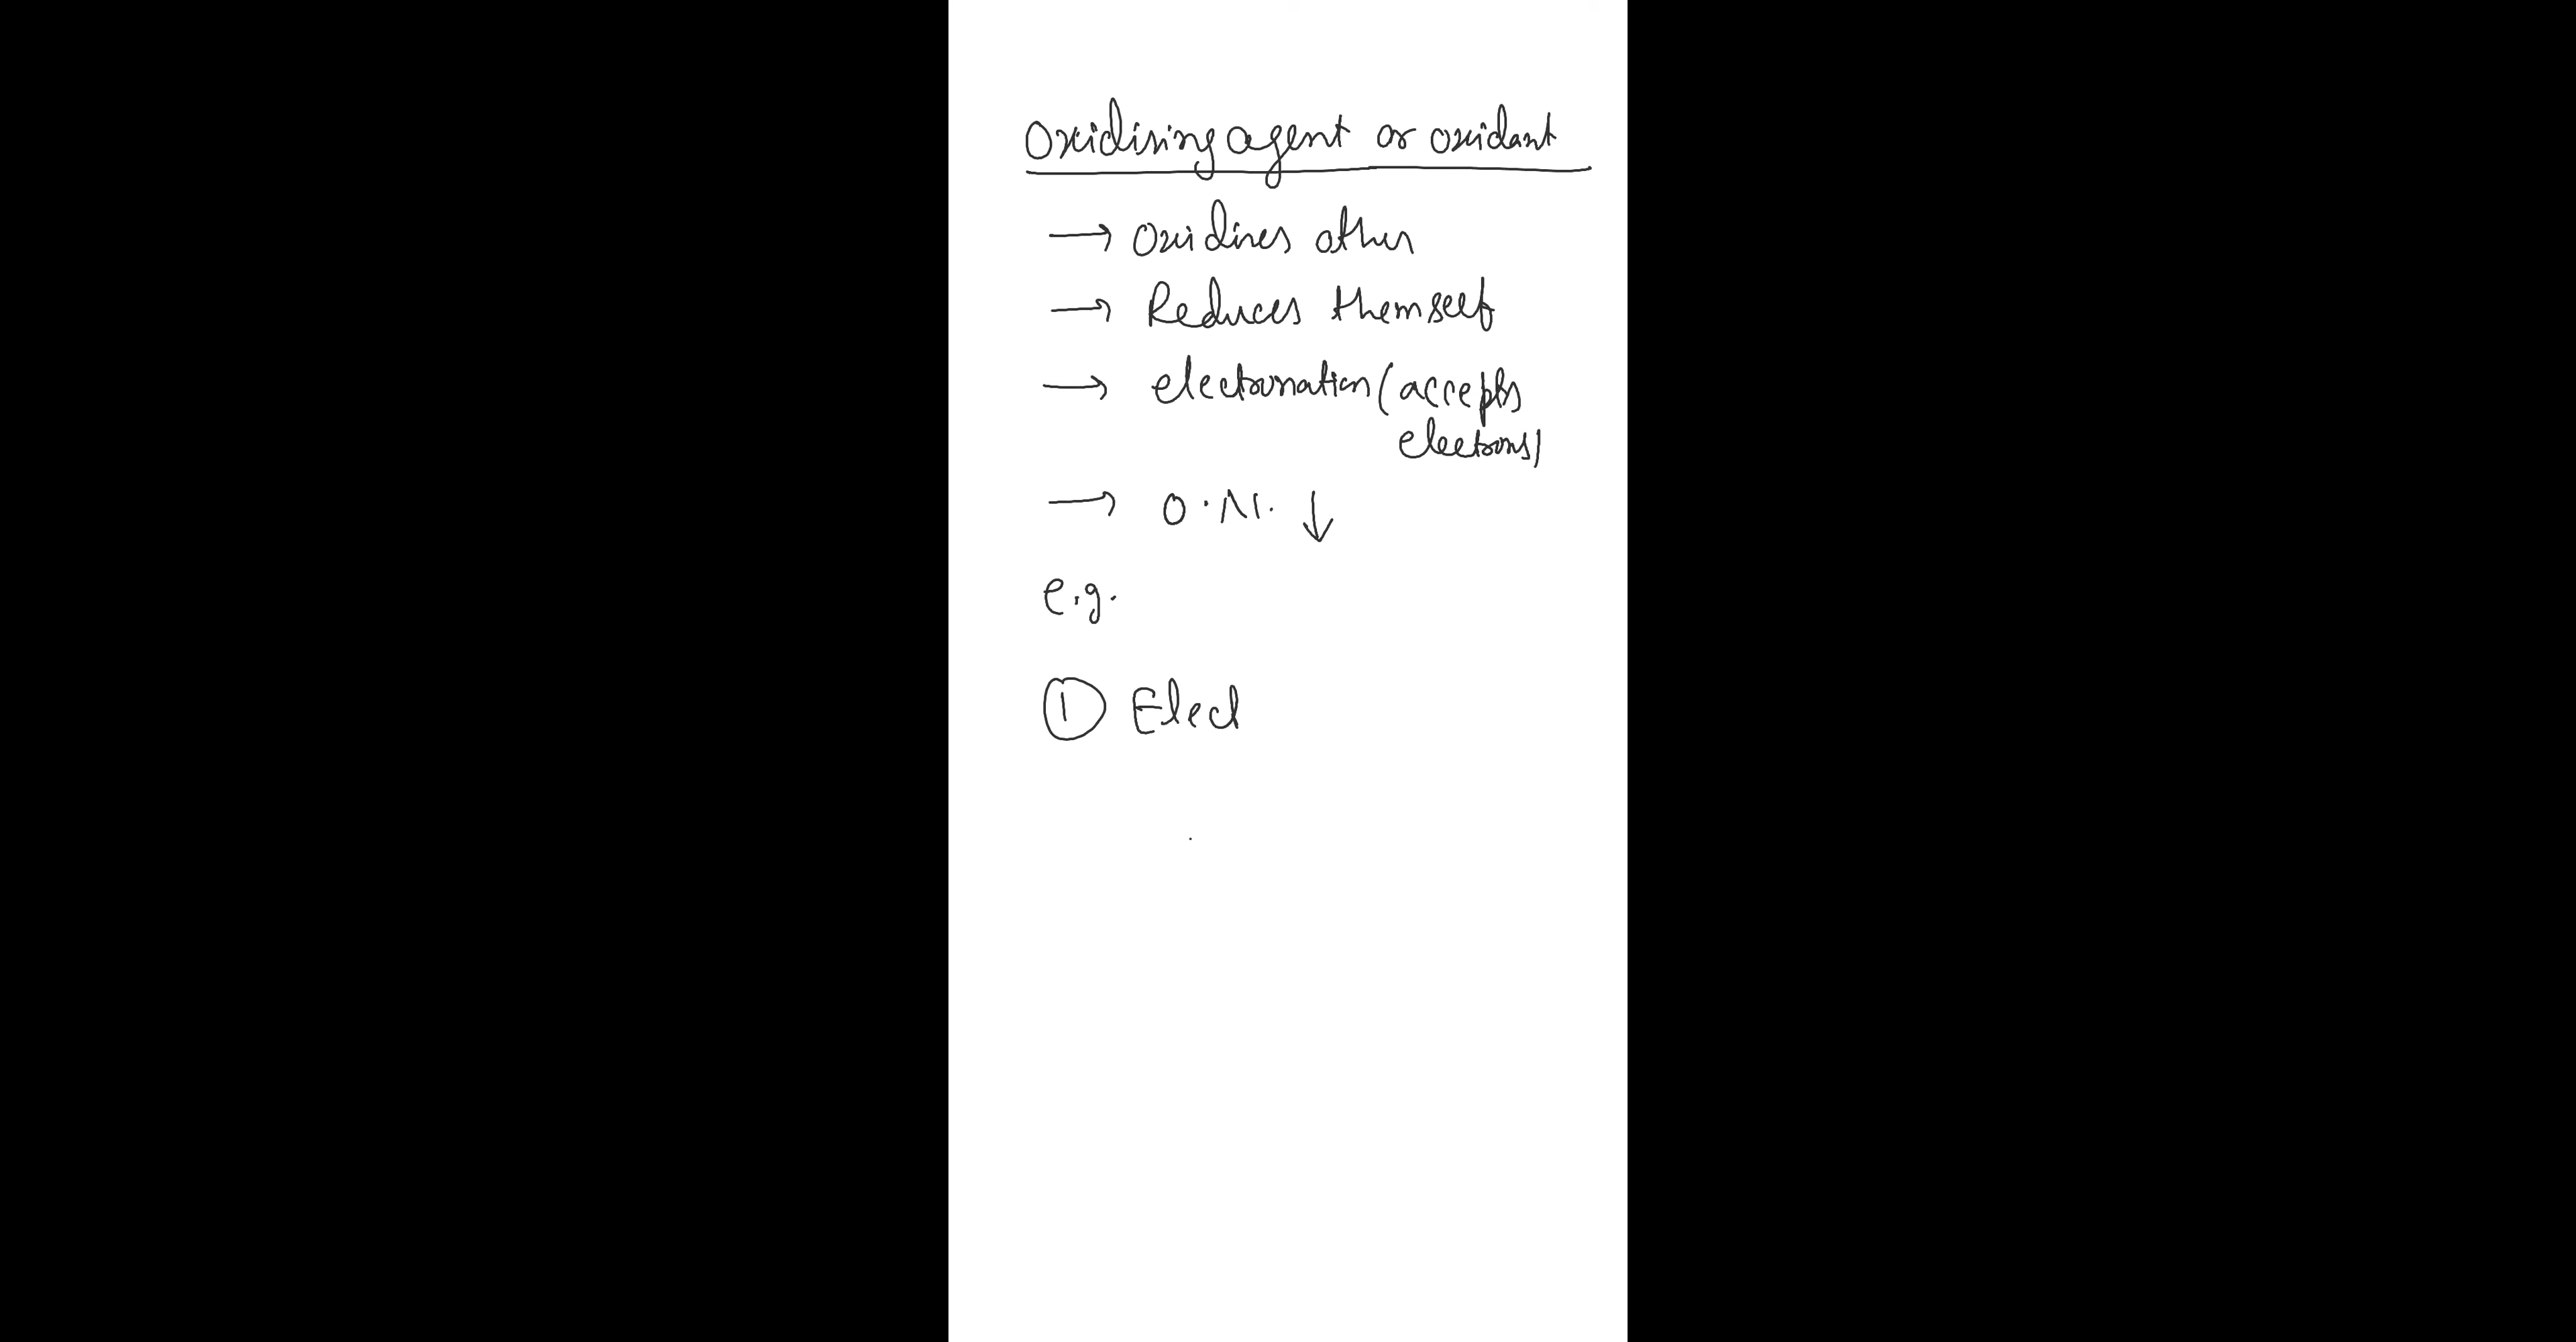 Oxidising agent or oxidant
→ Oxidises other
→ Reduces themself
→ electronation (accepts
electrons)
→ O.N. ↓
e.g.
① Elect